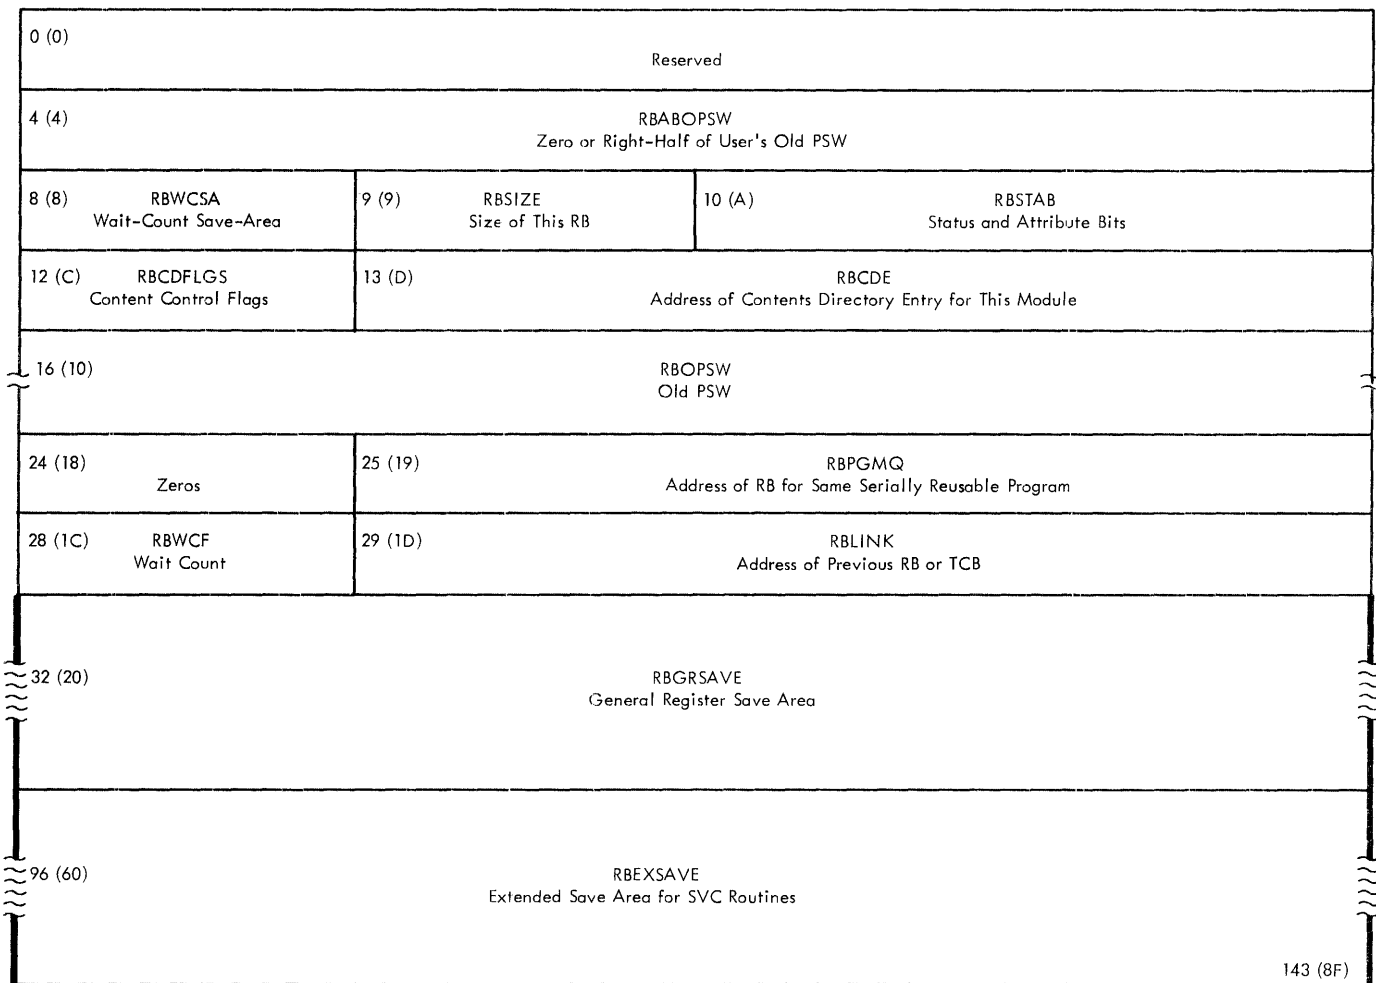 0 (0)
Reserved
4 (4)
RBABOPSW
Zero or Right-Half of User's Old PSW
8 (8) RBWCSA
Wait-Count Save-Area
9 (9) RBSIZE
Size of This RB
10 (A) RBSTAB
Status and Attribute Bits
12 (C) RBCDFLGS
Content Control Flags
13 (D) RBCDE
Address of Contents Directory Entry for This Module
16 (10)
RBOPSW
Old PSW
24 (18)
Zeros
25 (19) RBPGMQ
Address of RB for Same Serially Reusable Program
28 (1C) RBWCF
Wait Count
29 (1D) RBLINK
Address of Previous RB or TCB
32 (20) RBGRSAVE
General Register Save Area
96 (60) RBEXSAVE
Extended Save Area for SVC Routines
143 (8F)